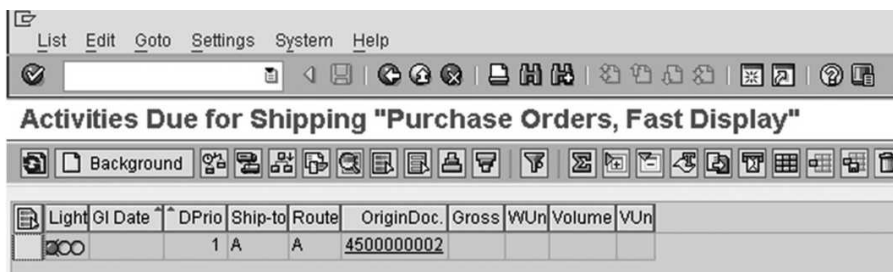 List Edit Goto Settings System Help
Activities Due for Shipping "Purchase Orders, Fast Display"
Background
Light GI Date DPrio Ship-to Route OriginDoc. Gross WUn Volume VUn
1 A A 4500000002